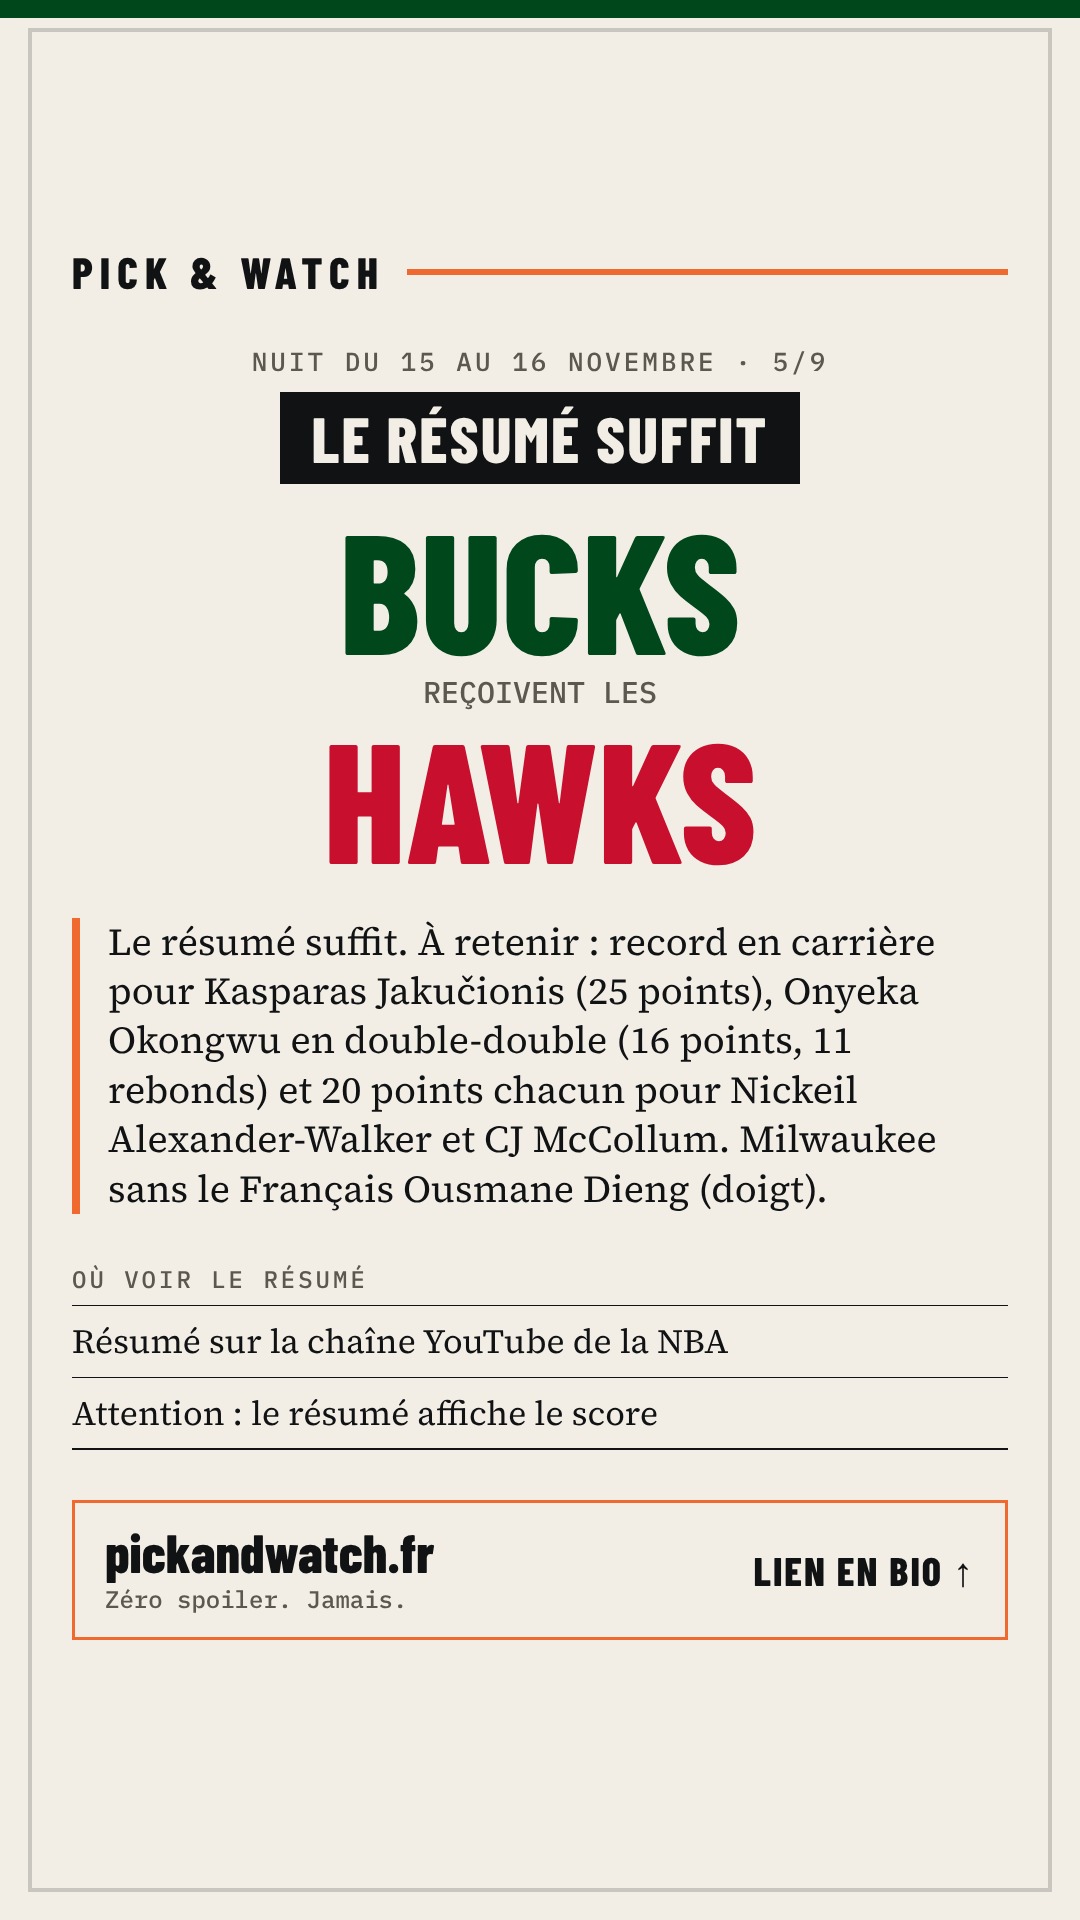 PICK & WATCH
NUIT DU 15 AU 16 NOVEMBRE · 5/9
LE RÉSUMÉ SUFFIT
BUCKS
REÇOIVENT LES
HAWKS
Le résumé suffit. À retenir : record en carrière
pour Kasparas Jakučionis (25 points), Onyeka
Okongwu en double-double (16 points, 11
rebonds) et 20 points chacun pour Nickeil
Alexander-Walker et CJ McCollum. Milwaukee
sans le Français Ousmane Dieng (doigt).
OÙ VOIR LE RÉSUMÉ
Résumé sur la chaîne YouTube de la NBA
Attention : le résumé affiche le score
pickandwatch.fr
Zéro spoiler. Jamais.
LIEN EN BIO ↑